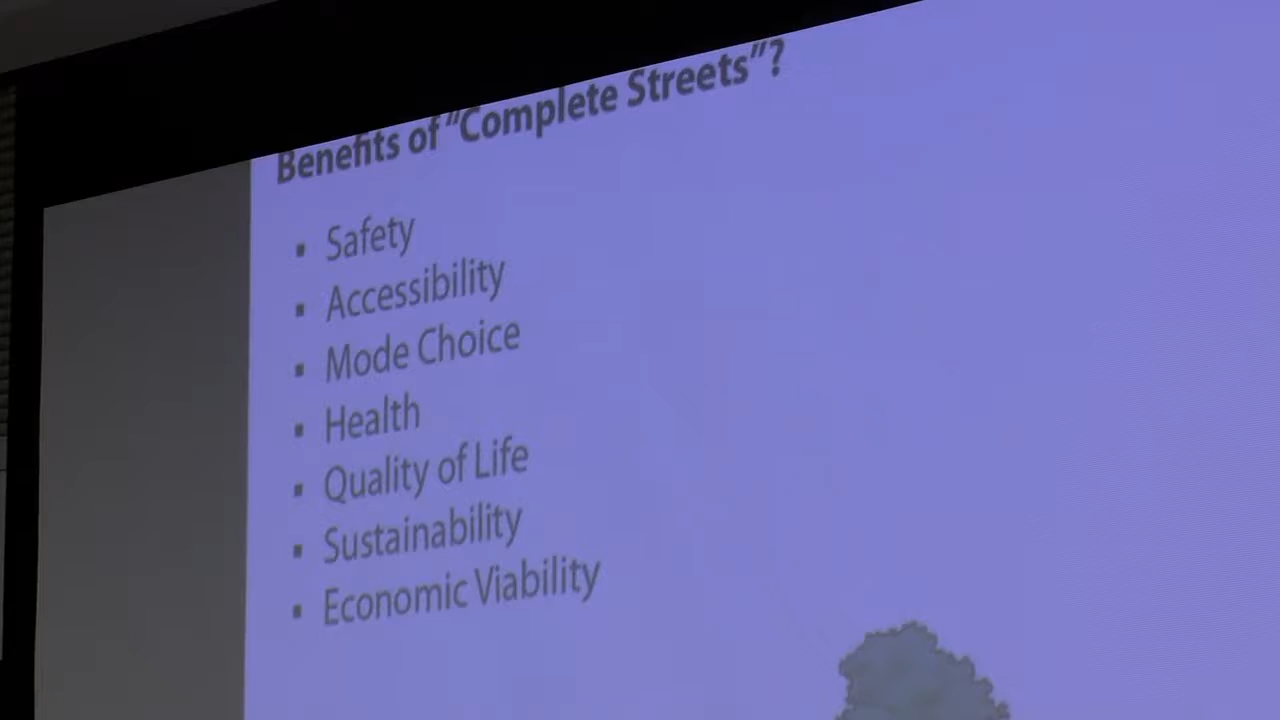 Benefits of "Complete Streets"?
▪ Safety
▪ Accessibility
▪ Mode Choice
▪ Health
▪ Quality of Life
▪ Sustainability
▪ Economic Viability